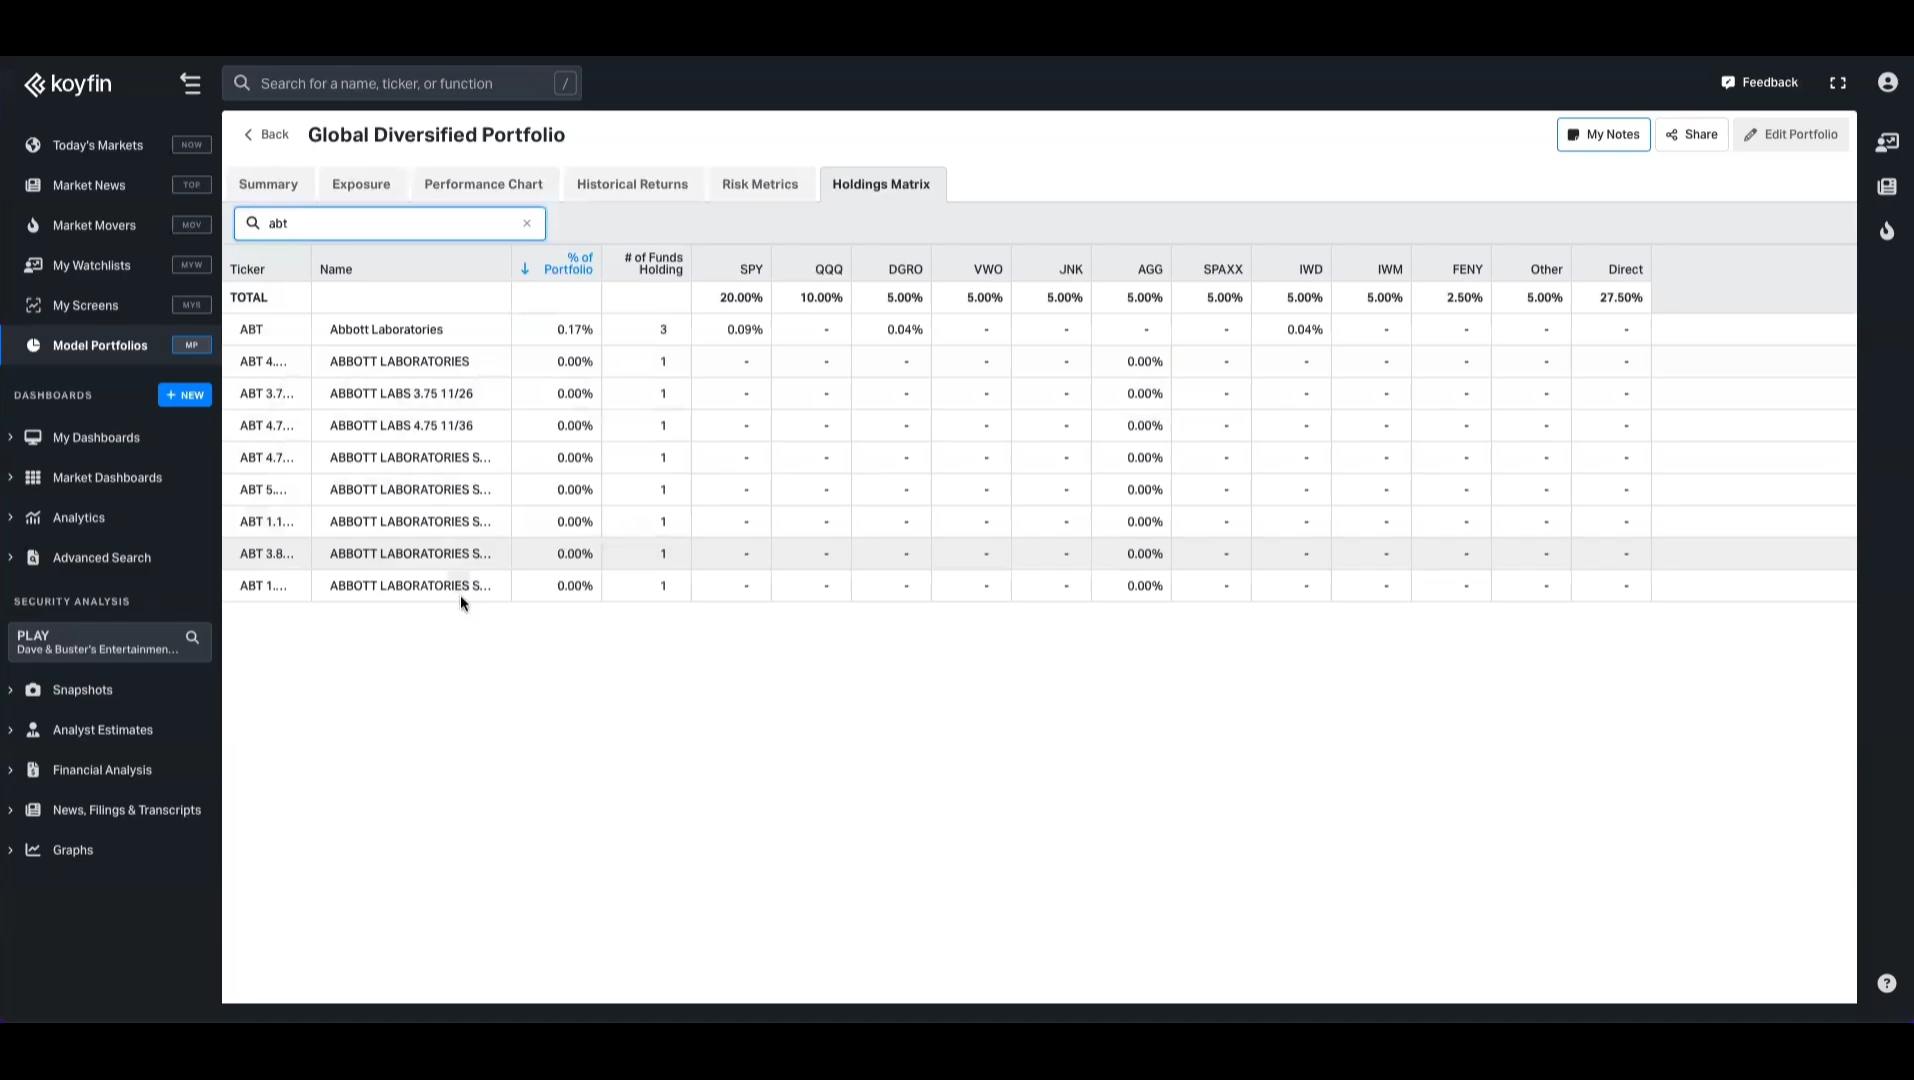 koyfin
Search for a name, ticker, or function /
Feedback
Today's Markets NOW
Market News TOP
Market Movers MOV
My Watchlists MYW
My Screens MYS
Model Portfolios MP
DASHBOARDS + NEW
My Dashboards
Market Dashboards
Analytics
Advanced Search
SECURITY ANALYSIS
PLAY
Dave & Buster's Entertainmen...
Snapshots
Analyst Estimates
Financial Analysis
News, Filings & Transcripts
Graphs
Back Global Diversified Portfolio My Notes Share Edit Portfolio
Summary Exposure Performance Chart Historical Returns Risk Metrics Holdings Matrix
abt ×
Ticker Name ↓ % of Portfolio # of Funds Holding SPY QQQ DGRO VWO JNK AGG SPAXX IWD IWM FENY Other Direct
TOTAL 20.00% 10.00% 5.00% 5.00% 5.00% 5.00% 5.00% 5.00% 5.00% 2.50% 5.00% 27.50%
ABT Abbott Laboratories 0.17% 3 0.09% - 0.04% - - - - 0.04% - - - -
ABT 4.... ABBOTT LABORATORIES 0.00% 1 - - - - - 0.00% - - - - - -
ABT 3.7... ABBOTT LABS 3.75 11/26 0.00% 1 - - - - - 0.00% - - - - - -
ABT 4.7... ABBOTT LABS 4.75 11/36 0.00% 1 - - - - - 0.00% - - - - - -
ABT 4.7... ABBOTT LABORATORIES S... 0.00% 1 - - - - - 0.00% - - - - - -
ABT 5.... ABBOTT LABORATORIES S... 0.00% 1 - - - - - 0.00% - - - - - -
ABT 1.1... ABBOTT LABORATORIES S... 0.00% 1 - - - - - 0.00% - - - - - -
ABT 3.8... ABBOTT LABORATORIES S... 0.00% 1 - - - - - 0.00% - - - - - -
ABT 1.... ABBOTT LABORATORIES S... 0.00% 1 - - - - - 0.00% - - - - - -
?